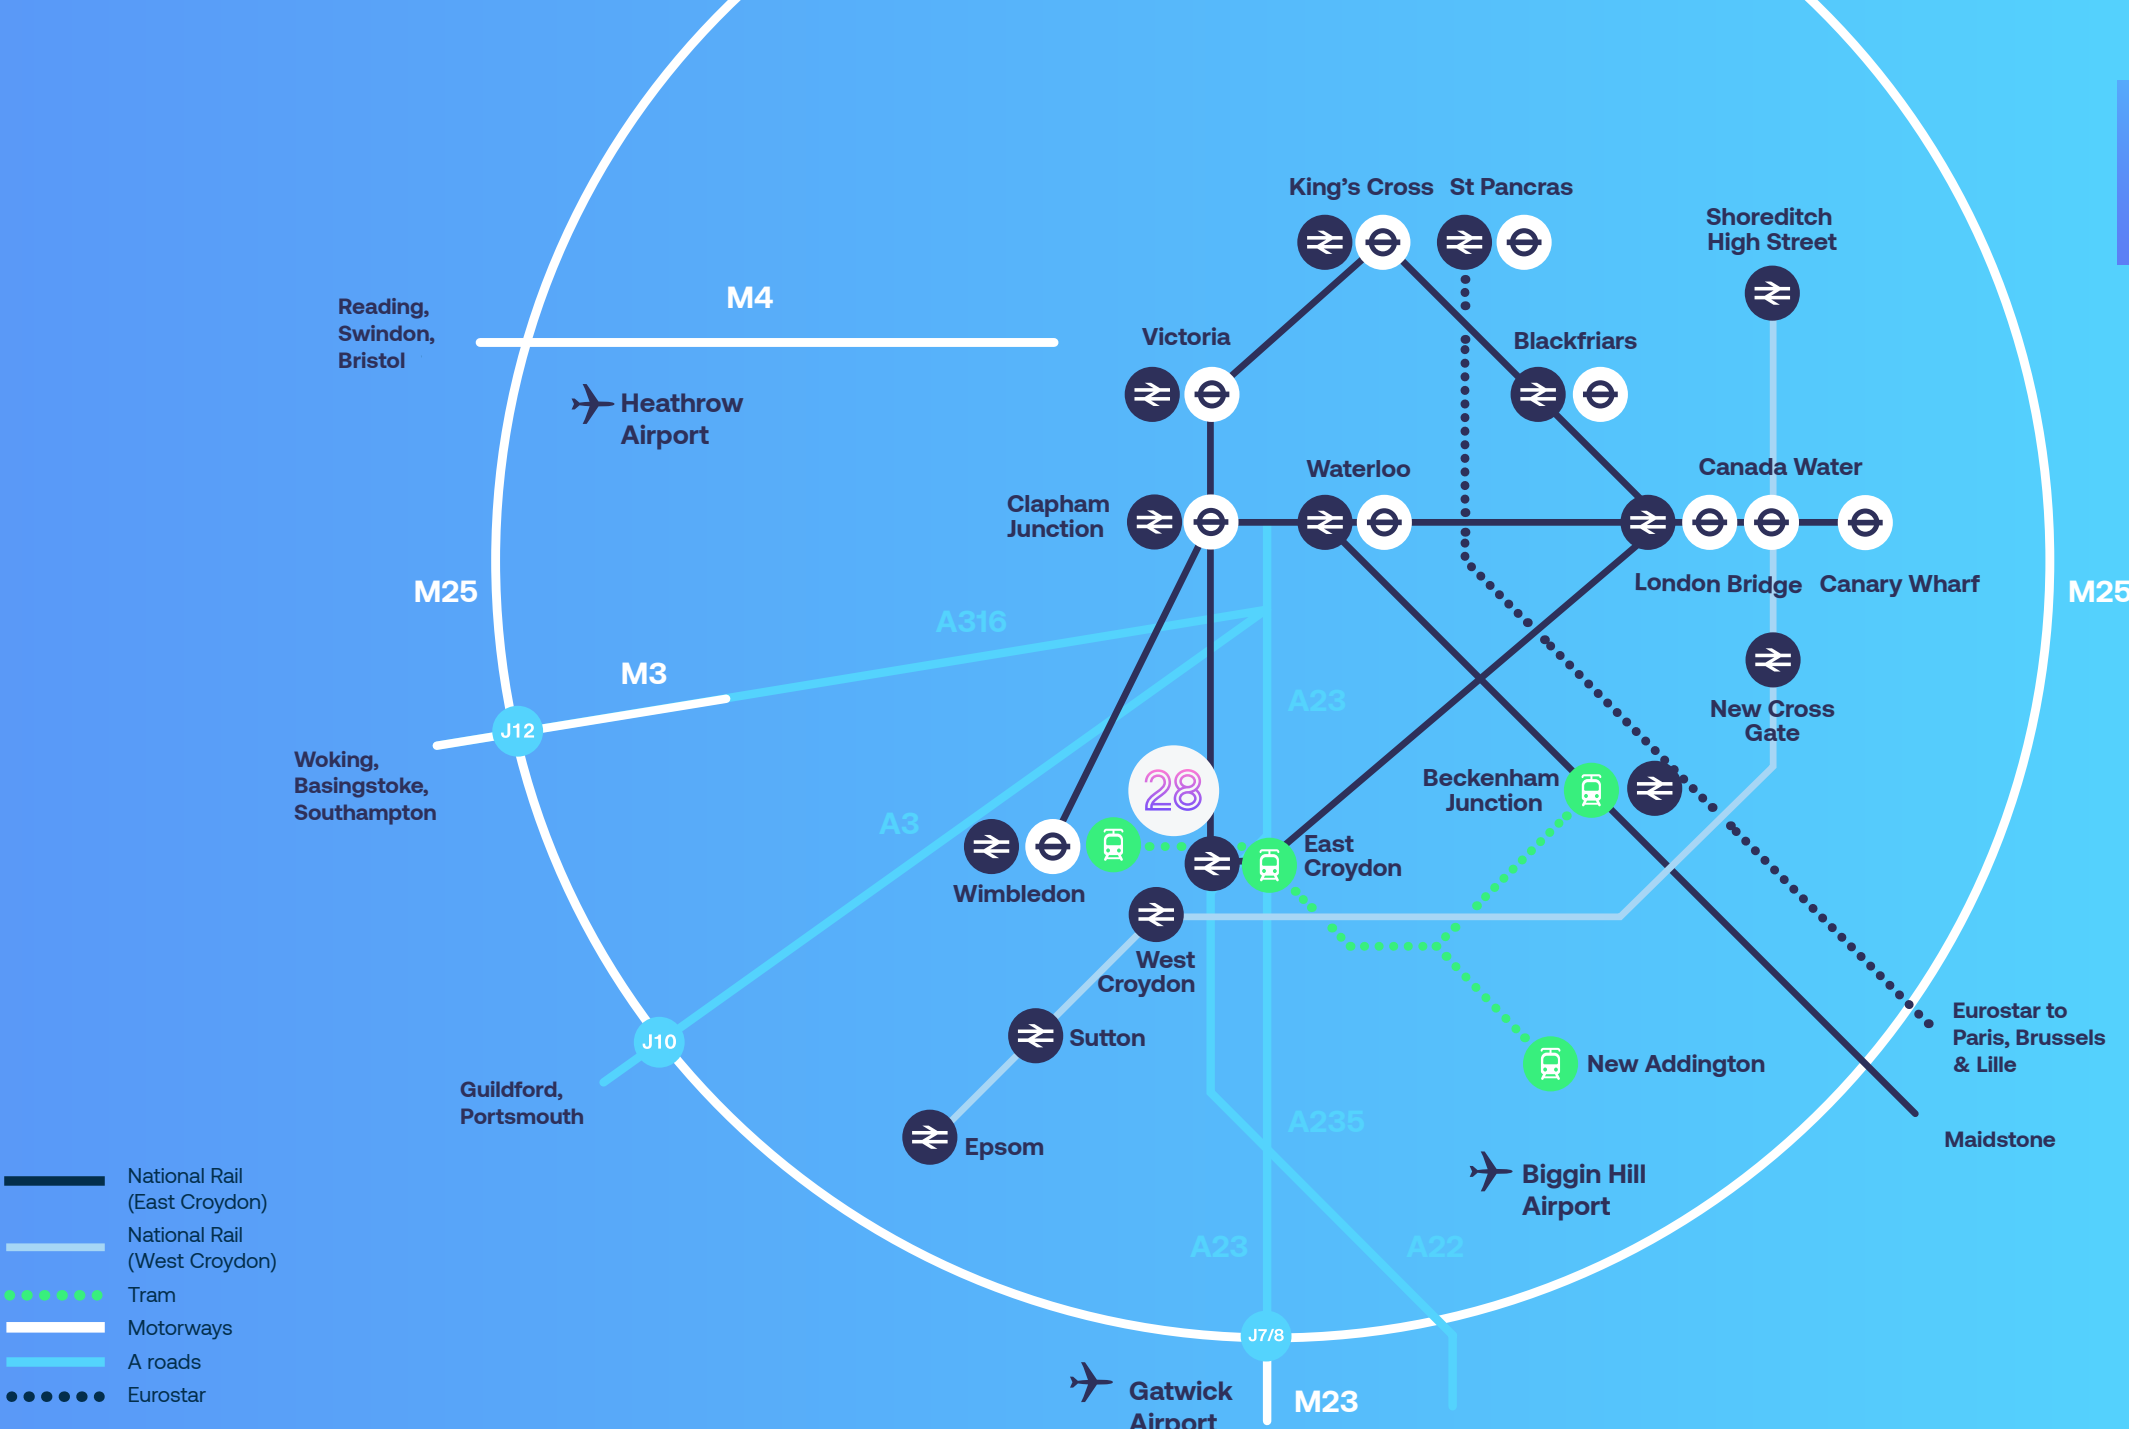 King's Cross
St Pancras
Shoreditch
High Street
M4
Reading,
Swindon,
Bristol
Victoria
Blackfriars
Heathrow
Airport
Waterloo
Canada Water
Clapham
Junction
M25
London Bridge
Canary Wharf
M25
A316
M3
A23
New Cross
Gate
J12
Woking,
Basingstoke,
Southampton
28
Beckenham
Junction
A3
East
Croydon
Wimbledon
West
Croydon
Eurostar to
Paris, Brussels
& Lille
J10
Sutton
New Addington
Guildford,
Portsmouth
A235
Maidstone
Epsom
Biggin Hill
Airport
National Rail
(East Croydon)
National Rail
(West Croydon)
A23
A22
Tram
Motorways
J7/8
A roads
Eurostar
Gatwick
Airport
M23